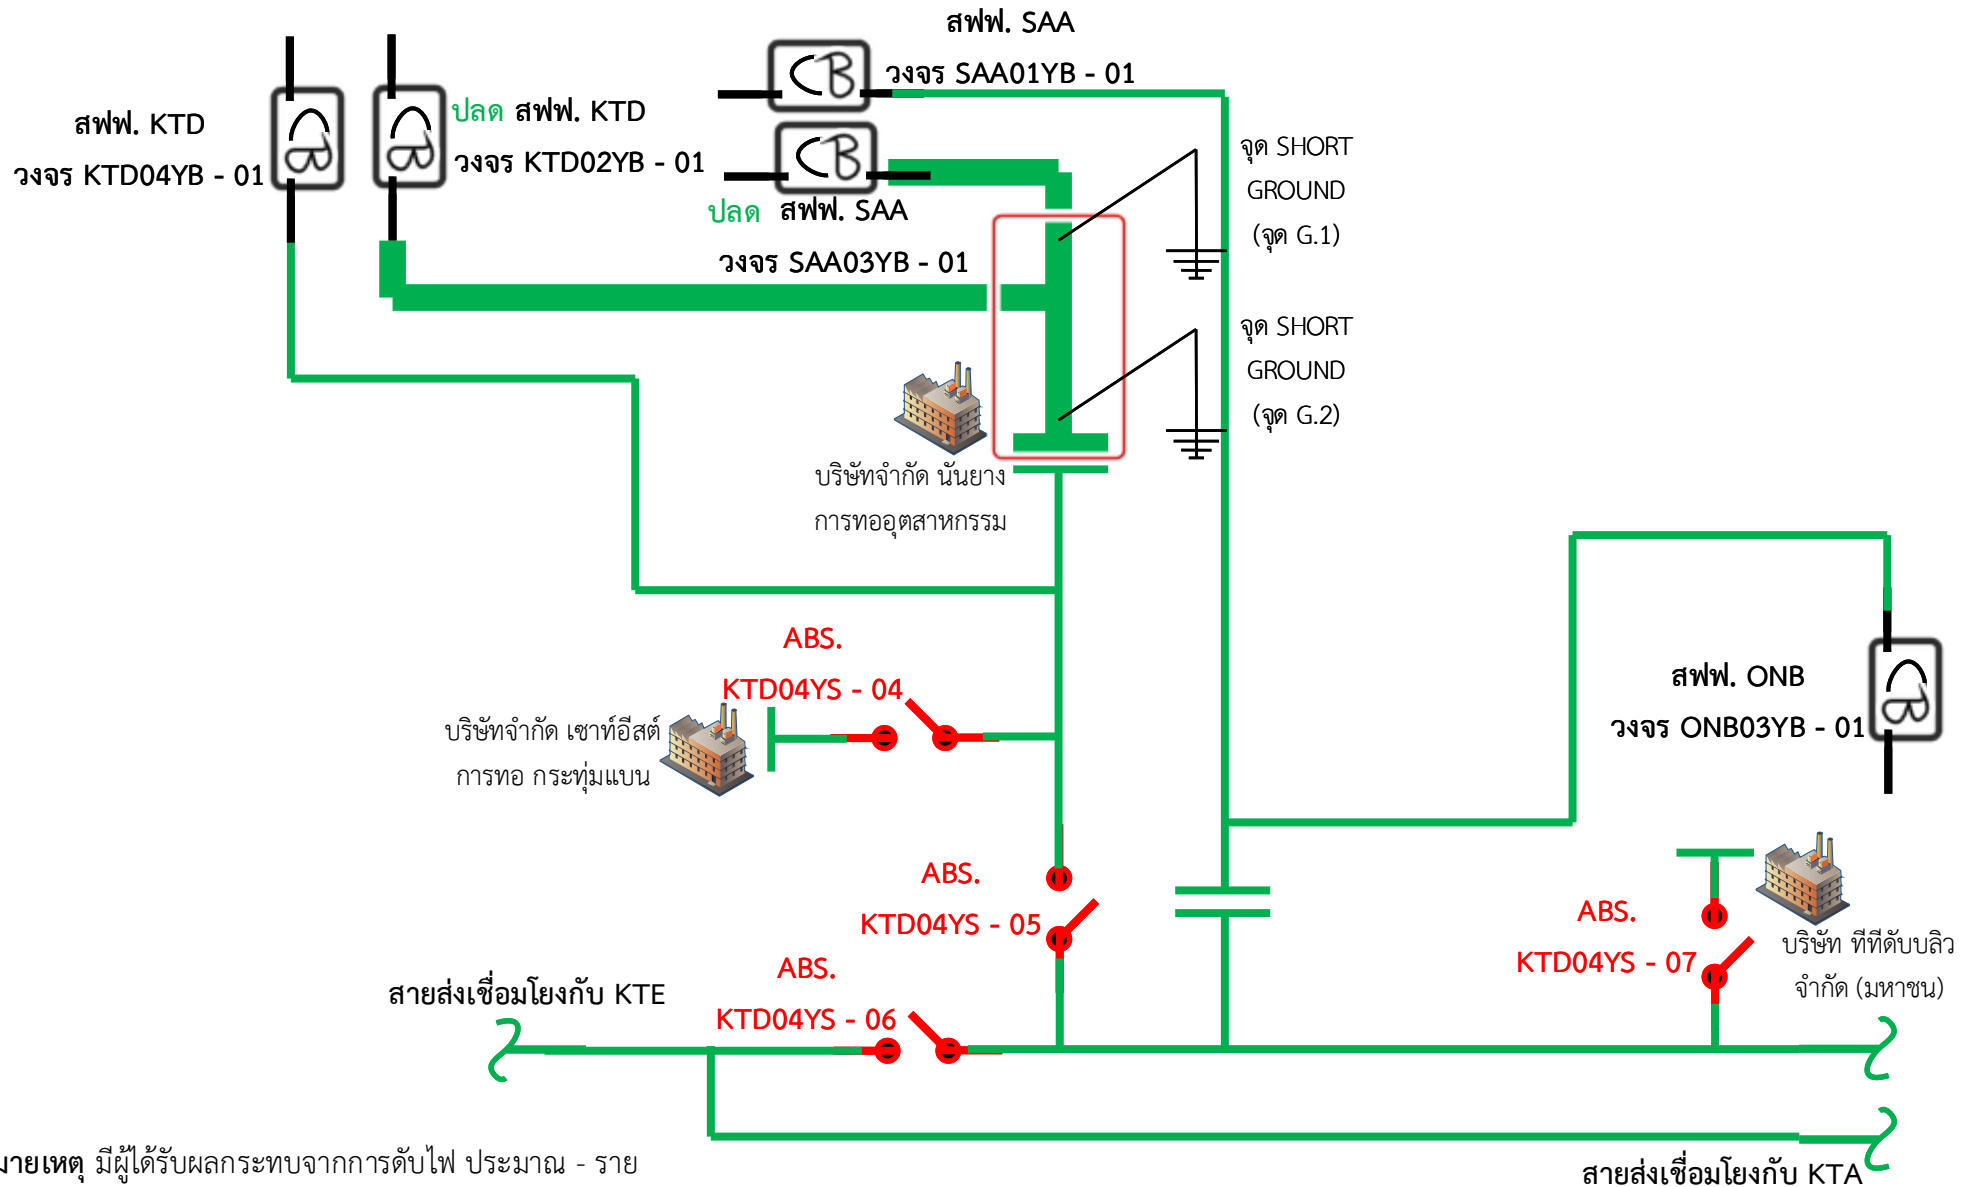 สฟฟ. SAA
วงจร SAA01YB - 01
สฟฟ. KTD
วงจร KTD04YB - 01
ปลด สฟฟ. KTD
วงจร KTD02YB - 01
ปลด สฟฟ. SAA
วงจร SAA03YB - 01
จุด SHORT
GROUND
(จุด G.1)
จุด SHORT
GROUND
(จุด G.2)
บริษัทจำกัด นันยาง
การทออุตสาหกรรม
ABS.
KTD04YS - 04
บริษัทจำกัด เซาท์อีสต์
การทอ กระทุ่มแบน
สฟฟ. ONB
วงจร ONB03YB - 01
ABS.
KTD04YS - 05
ABS.
KTD04YS - 07
บริษัท ทีทีดับบลิว
จำกัด (มหาชน)
ABS.
KTD04YS - 06
สายส่งเชื่อมโยงกับ KTE
มายเหตุ มีผู้ได้รับผลกระทบจากการดับไฟ ประมาณ - ราย
สายส่งเชื่อมโยงกับ KTA
CB
CB
CB
CB
CB